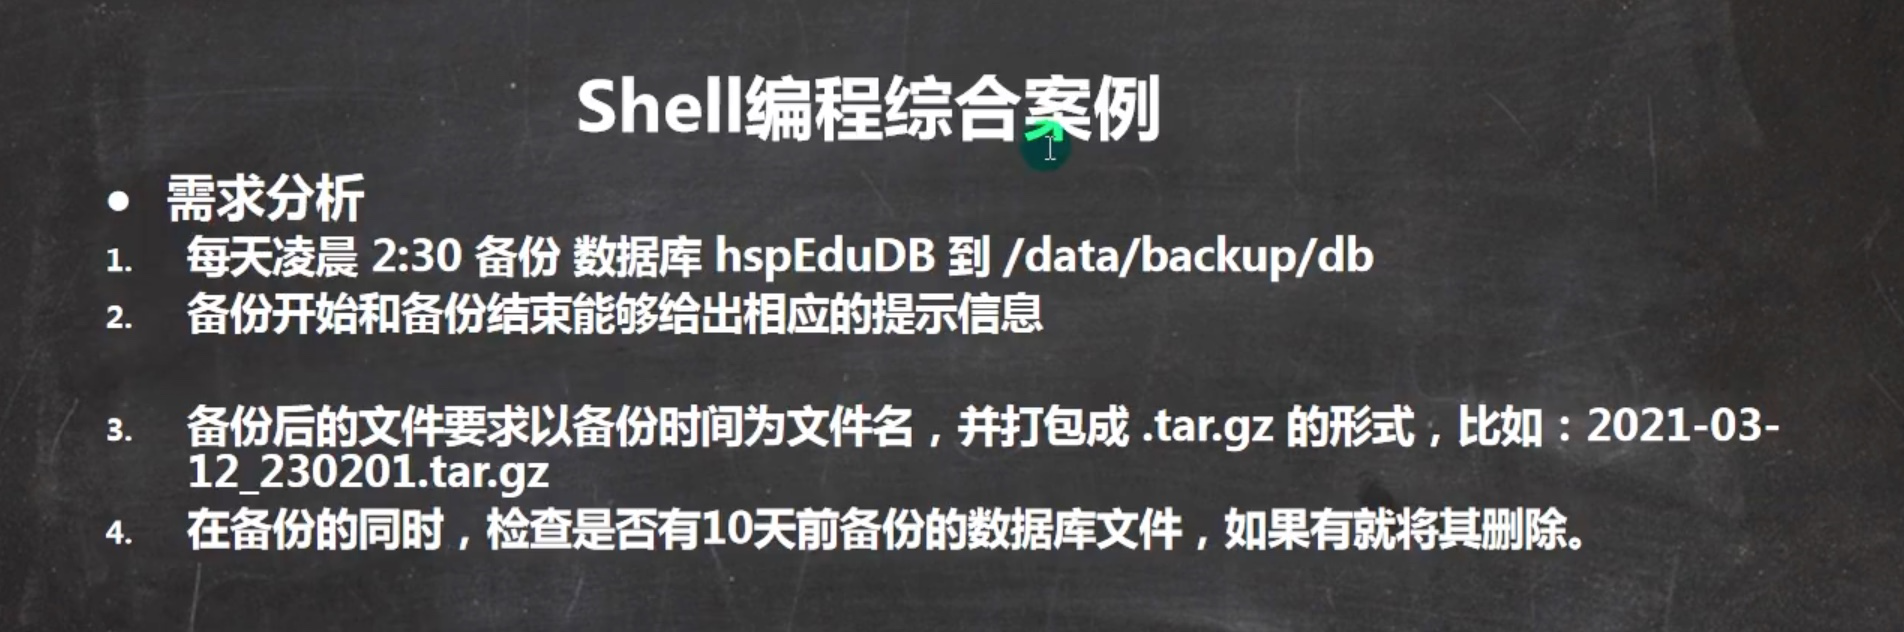 Shell编程综合案例
● 需求分析
1. 每天凌晨 2:30 备份 数据库 hspEduDB 到 /data/backup/db
2. 备份开始和备份结束能够给出相应的提示信息
3. 备份后的文件要求以备份时间为文件名，并打包成 .tar.gz 的形式，比如：2021-03-
12_230201.tar.gz
4. 在备份的同时，检查是否有10天前备份的数据库文件，如果有就将其删除。